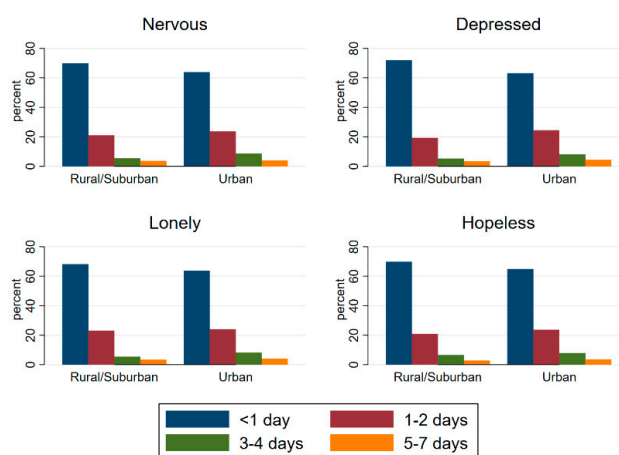 Nervous
Depressed
percent
0 20 40 60 80
Rural/Suburban Urban
percent
0 20 40 60 80
Rural/Suburban Urban
Lonely
Hopeless
percent
0 20 40 60 80
Rural/Suburban Urban
percent
0 20 40 60 80
Rural/Suburban Urban
<1 day 1-2 days
3-4 days 5-7 days